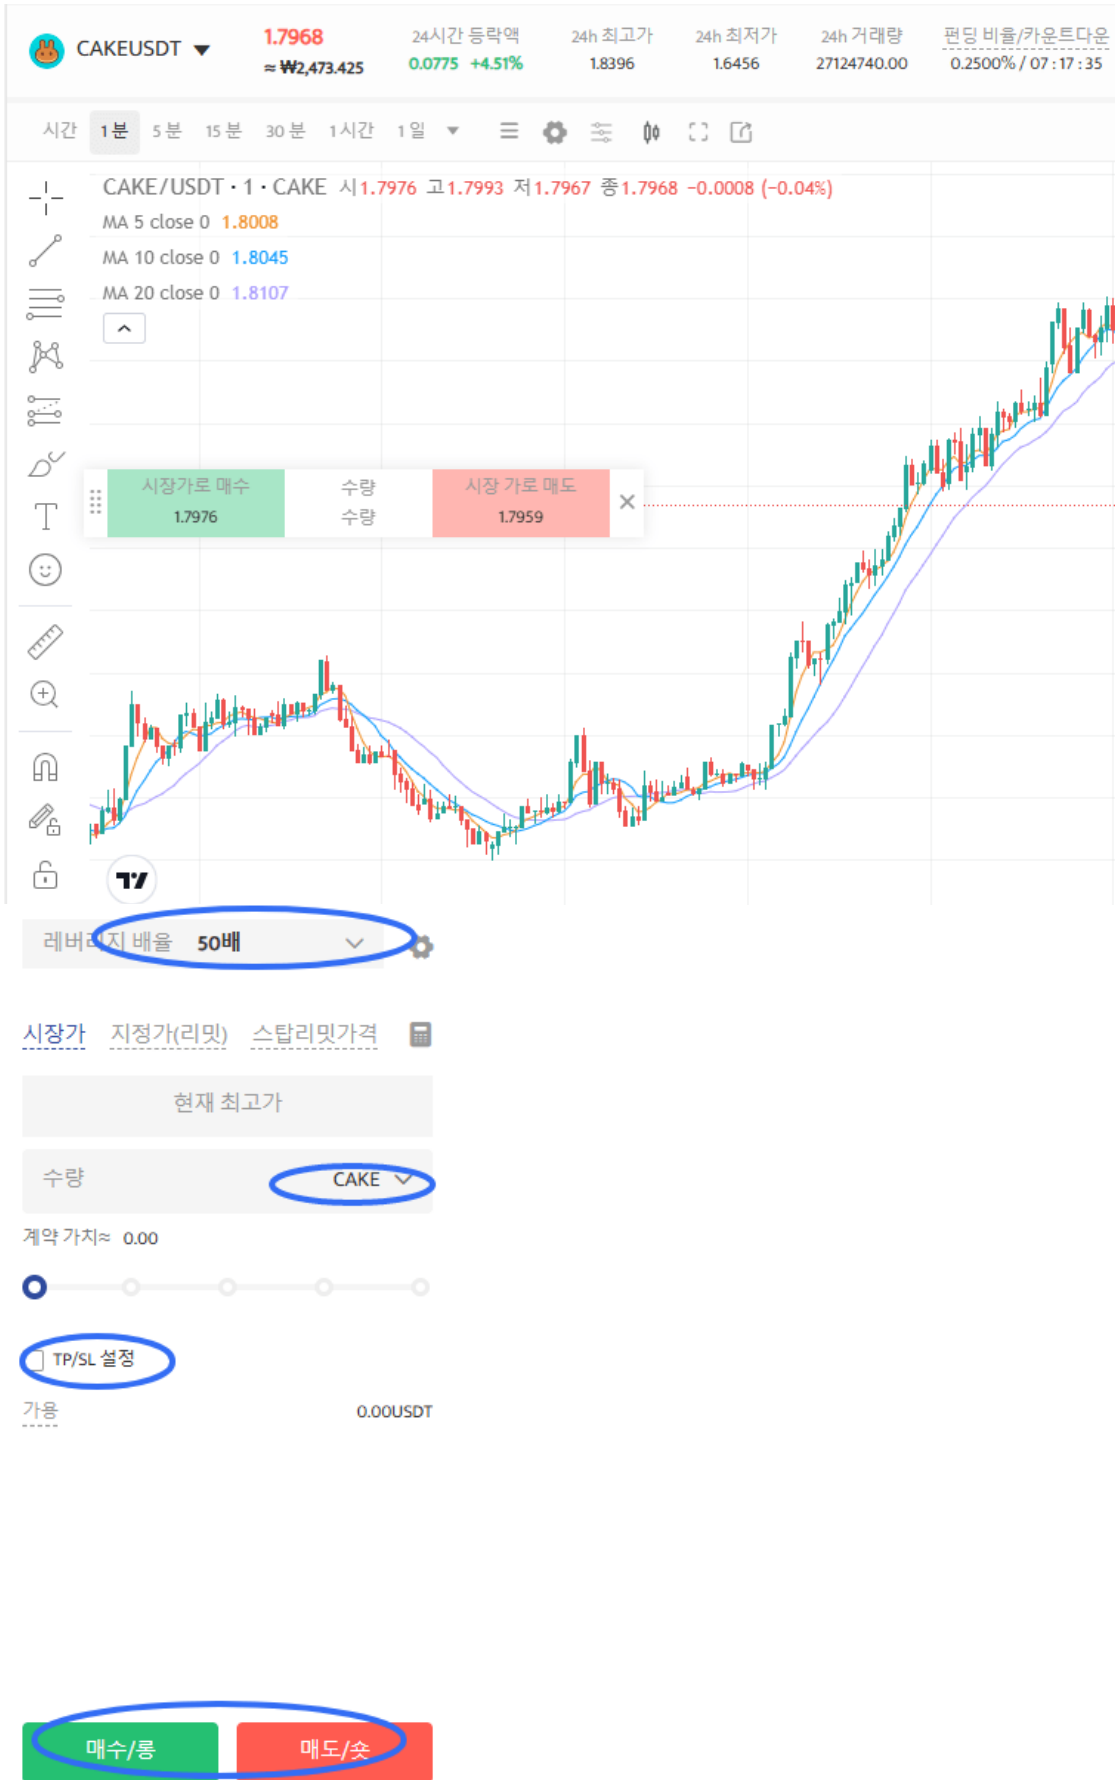 CAKEUSDT
1.7968
≈ ₩2,473.425
24시간 등락액
0.0775 +4.51%
24h 최고가
1.8396
24h 최저가
1.6456
24h 거래량
27124740.00
펀딩 비율/카운트다운
0.2500% / 07 : 17 : 35
시간 1분 5분 15분 30분 1시간 1일
CAKE/USDT · 1 · CAKE 시1.7976 고1.7993 저1.7967 종1.7968 −0.0008 (−0.04%)
MA 5 close 0 1.8008
MA 10 close 0 1.8045
MA 20 close 0 1.8107
시장가로 매수
1.7976
수량
수량
시장 가로 매도
1.7959
레버리지 배율 50배
시장가 지정가(리밋) 스탑리밋가격
현재 최고가
수량 CAKE
계약 가치≈ 0.00
TP/SL 설정
가용 0.00USDT
매수/롱 매도/숏